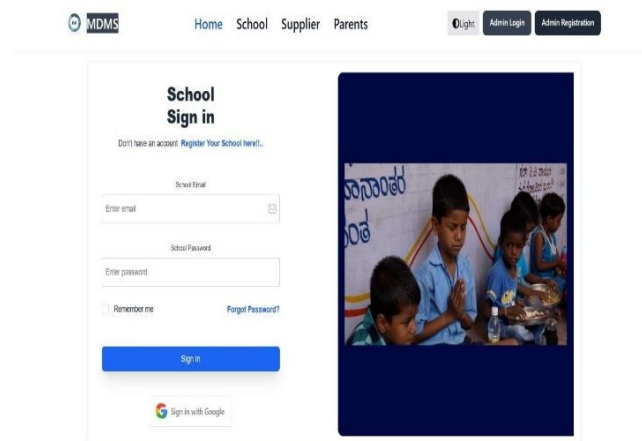 MDMS
Home School Supplier Parents
Light Admin Login Admin Registration
School
Sign in
Don't have an account Register Your School here!!..
School Email
Enter email
School Password
Enter password
Remember me Forgot Password?
Sign In
Sign in with Google